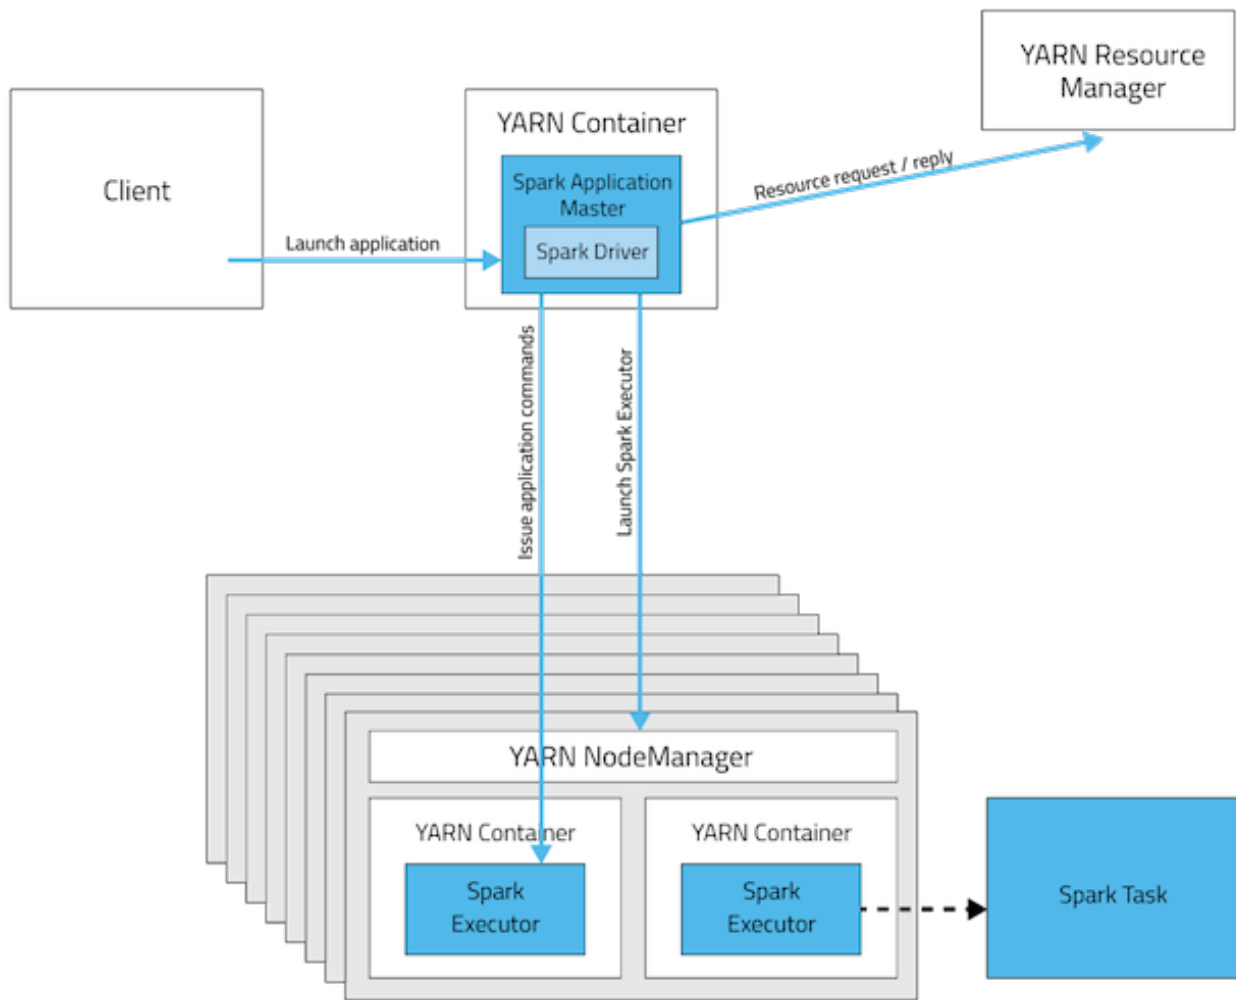 YARN Resource
Manager
YARN Container
Client
Spark Application
Master
Spark Driver
Launch application
Resource request / reply
Issue application commands
Launch Spark Executor
YARN NodeManager
YARN Container
YARN Container
Spark
Executor
Spark
Executor
Spark Task